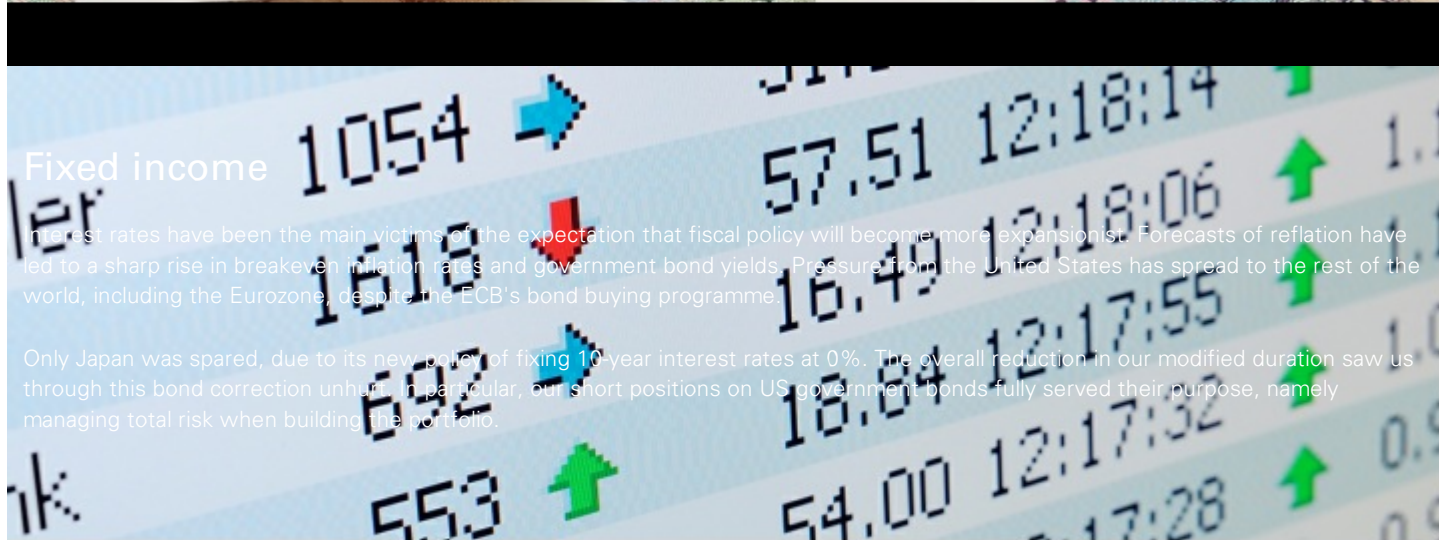 Fixed income
Interest rates have been the main victims of the expectation that fiscal policy will become more expansionist. Forecasts of reflation have
led to a sharp rise in breakeven inflation rates and government bond yields. Pressure from the United States has spread to the rest of the
world, including the Eurozone, despite the ECB's bond buying programme.
Only Japan was spared, due to its new policy of fixing 10-year interest rates at 0%. The overall reduction in our modified duration saw us
through this bond correction unhurt. In particular, our short positions on US government bonds fully served their purpose, namely
managing total risk when building the portfolio.
ler 1054
57.51 12:18:14
1618 16.49 12:18:06
692 18.84 12:17:55
553 54.00 12:17:32
17:28